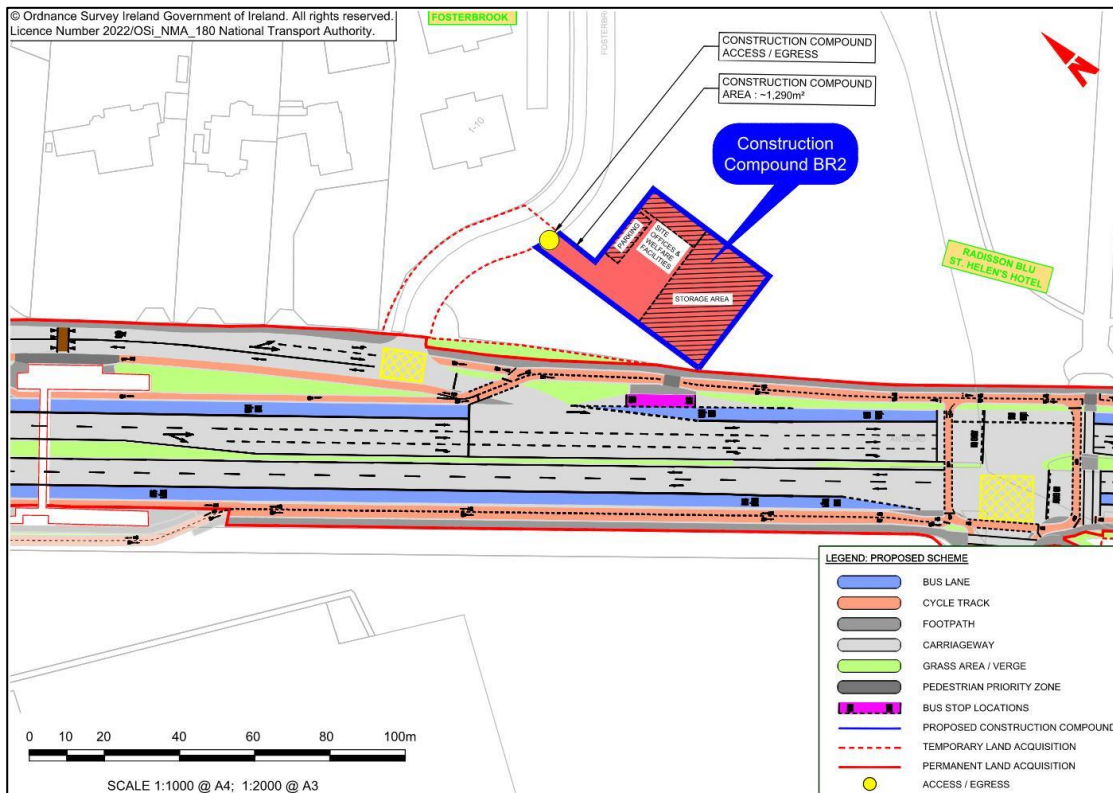 © Ordnance Survey Ireland Government of Ireland. All rights reserved.
Licence Number 2022/OSi_NMA_180 National Transport Authority.
FOSTERBROOK
CONSTRUCTION COMPOUND
ACCESS / EGRESS
CONSTRUCTION COMPOUND
AREA : ~1,290m²
N
1-10
Construction
Compound BR2
PARKING
SITE
OFFICES &
WELFARE
FACILITIES
STORAGE AREA
RADISSON BLU
ST. HELEN'S HOTEL
LEGEND: PROPOSED SCHEME
BUS LANE
CYCLE TRACK
FOOTPATH
CARRIAGEWAY
GRASS AREA / VERGE
PEDESTRIAN PRIORITY ZONE
BUS STOP LOCATIONS
PROPOSED CONSTRUCTION COMPOUND
TEMPORARY LAND ACQUISITION
PERMANENT LAND ACQUISITION
ACCESS / EGRESS
0 10 20 40 60 80 100m
SCALE 1:1000 @ A4; 1:2000 @ A3